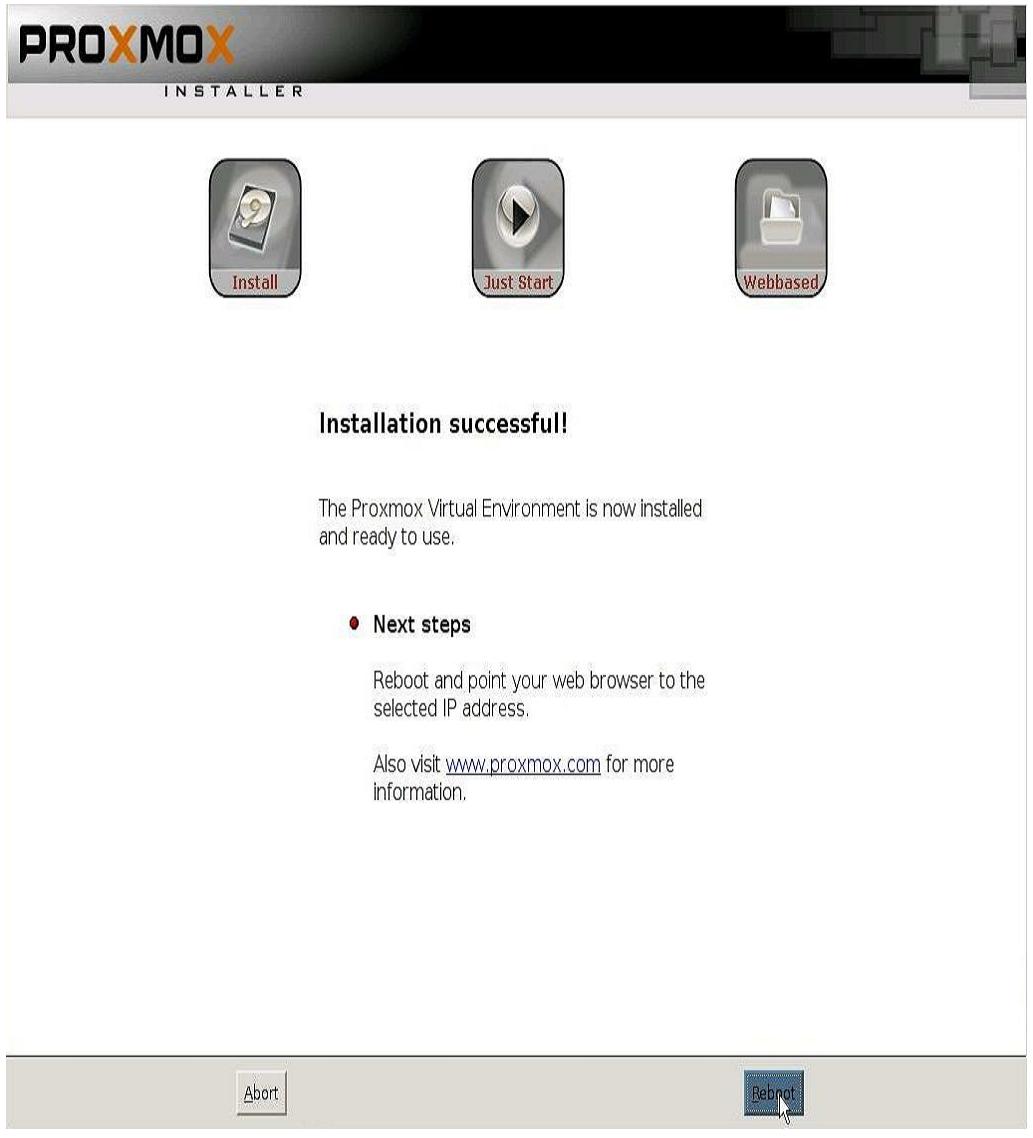 PROXMOX
INSTALLER
Install
Just Start
Webbased
Installation successful!
The Proxmox Virtual Environment is now installed
and ready to use.
Next steps
Reboot and point your web browser to the
selected IP address.
Also visit www.proxmox.com for more
information.
Abort
Reboot